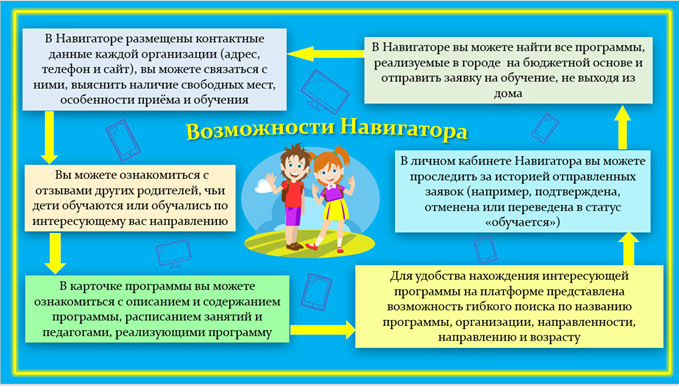 В Навигаторе размещены контактные
данные каждой организации (адрес,
телефон и сайт), вы можете связаться с
ними, выяснить наличие свободных мест,
особенности приёма и обучения
В Навигаторе вы можете найти все программы,
реализуемые в городе на бюджетной основе и
отправить заявку на обучение, не выходя из
дома
Возможности Навигатора
Вы можете ознакомиться с
отзывами других родителей, чьи
дети обучаются или обучались по
интересующему вас направлению
В личном кабинете Навигатора вы можете
проследить за историей отправленных
заявок (например, подтверждена,
отменена или переведена в статус
«обучается»)
В карточке программы вы можете
ознакомиться с описанием и содержанием
программы, расписанием занятий и
педагогами, реализующими программу
Для удобства нахождения интересующей
программы на платформе представлена
возможность гибкого поиска по названию
программы, организации, направленности,
направлению и возрасту